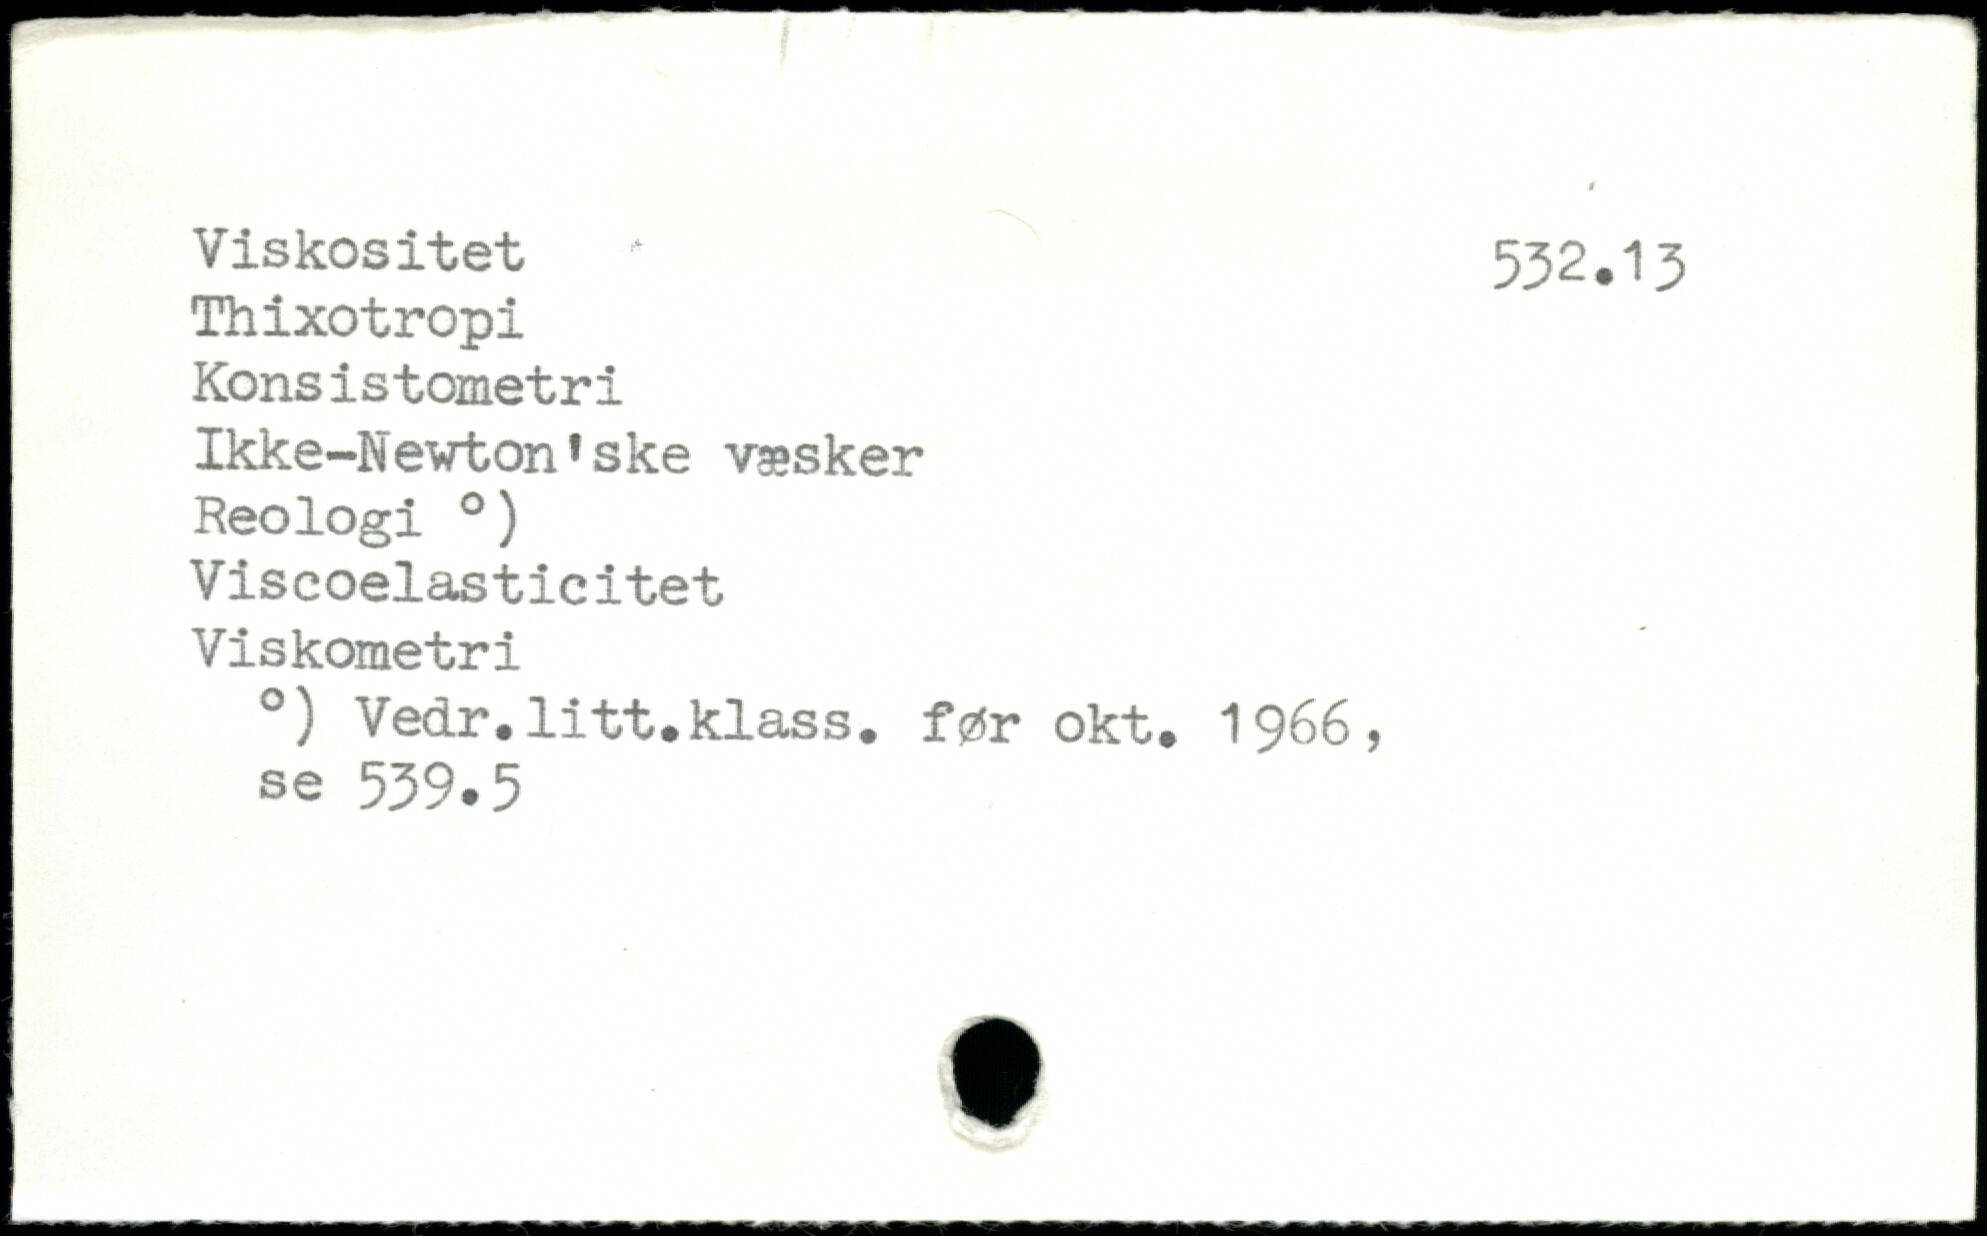 Viskositet 532.13
Thixotropi
Konsistometri
Ikke-Newton'ske væsker
Reologi °)
Viscoelasticitet
Viskometri
°) Vedr.litt.klass. før okt. 1966,
se 539.5